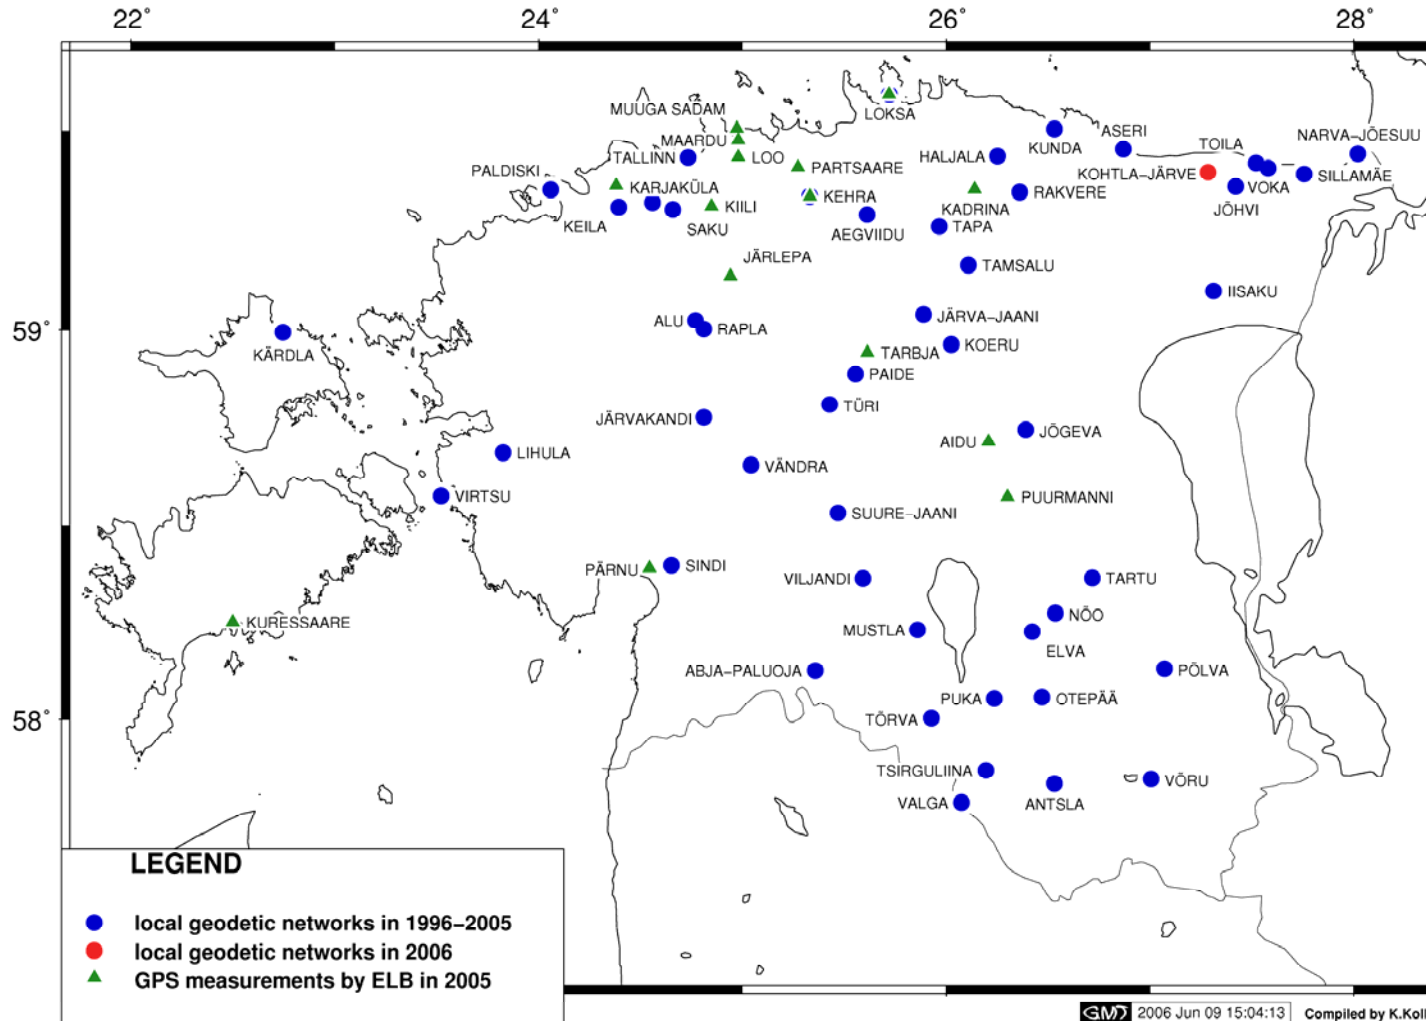 22°
24°
26°
28°
MUUGA SADAM
LOKSA
MAARDU
ASERI
KUNDA
TOILA
NARVA-JÕESUU
TALLINN
LOO
HALJALA
PALDISKI
PARTSAARE
KOHTLA-JÄRVE
SILLAMÄE
KARJAKÜLA
KEHRA
RAKVERE
VOKA
KIILI
KADRINA
JÕHVI
KEILA
SAKU
AEGVIIDU
TAPA
JÄRLEPA
TAMSALU
IISAKU
ALU
JÄRVA-JAANI
59°
RAPLA
KÄRDLA
KOERU
TARBJA
PAIDE
TÜRI
JÄRVAKANDI
JÕGEVA
AIDU
LIHULA
VÄNDRA
VIRTSU
PUURMANNI
SUURE-JAANI
PÄRNU
SINDI
VILJANDI
TARTU
KURESSAARE
NÕO
MUSTLA
ELVA
ABJA-PALUOJA
PÕLVA
PUKA
OTEPÄÄ
58°
TÕRVA
TSIRGULIINA
VÕRU
VALGA
ANTSLA
LEGEND
local geodetic networks in 1996-2005
local geodetic networks in 2006
GPS measurements by ELB in 2005
GMT 2006 Jun 09 15:04:13 Compiled by K.Koll